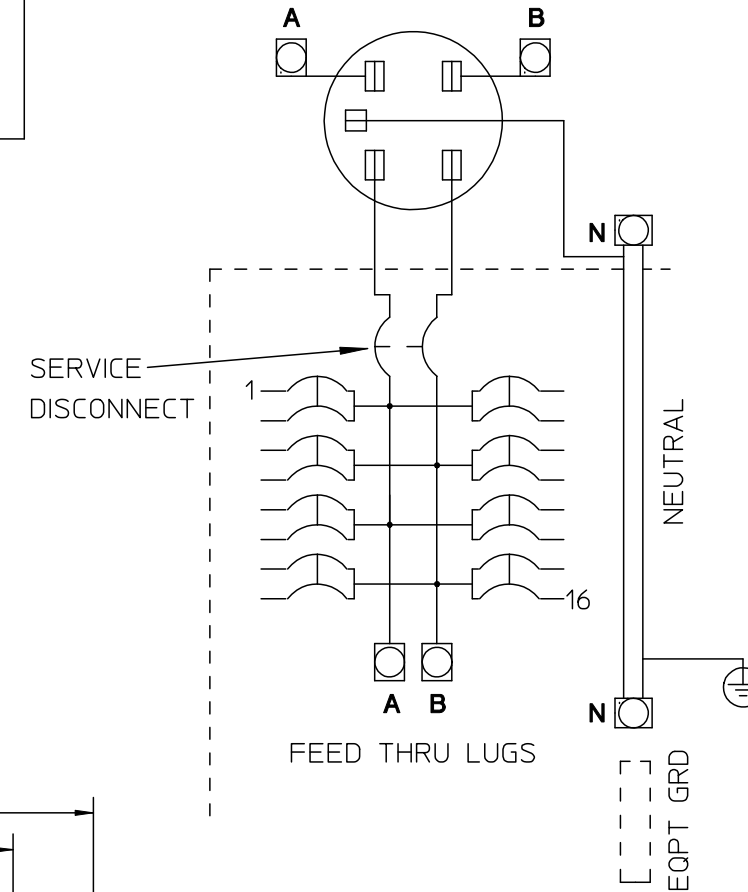 A
B
N
SERVICE
DISCONNECT
1
NEUTRAL
16
A
B
N
FEED THRU LUGS
EQPT GRD